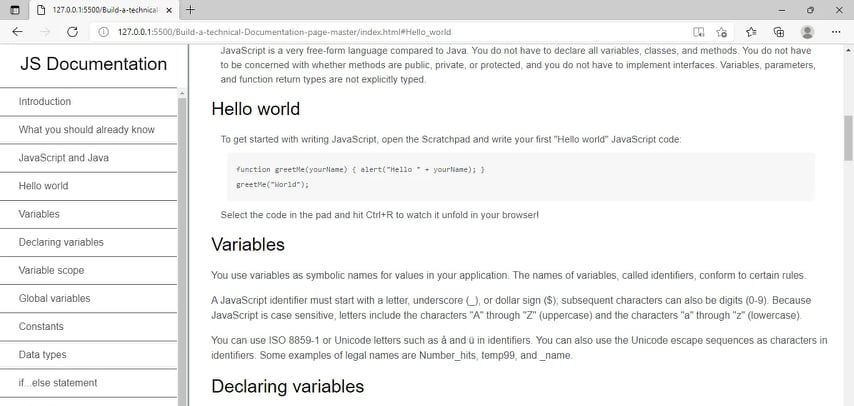 127.0.0.1:5500/Build-a-technical-
127.0.0.1:5500/Build-a-technical-Documentation-page-master/index.html#Hello_world
JS Documentation
Introduction
What you should already know
JavaScript and Java
Hello world
Variables
Declaring variables
Variable scope
Global variables
Constants
Data types
if...else statement
JavaScript is a very free-form language compared to Java. You do not have to declare all variables, classes, and methods. You do not have
to be concerned with whether methods are public, private, or protected, and you do not have to implement interfaces. Variables, parameters,
and function return types are not explicitly typed.
Hello world
To get started with writing JavaScript, open the Scratchpad and write your first "Hello world" JavaScript code:
function greetMe(yourName) { alert("Hello " + yourName); }
greetMe("World");
Select the code in the pad and hit Ctrl+R to watch it unfold in your browser!
Variables
You use variables as symbolic names for values in your application. The names of variables, called identifiers, conform to certain rules.
A JavaScript identifier must start with a letter, underscore (_), or dollar sign ($); subsequent characters can also be digits (0-9). Because
JavaScript is case sensitive, letters include the characters "A" through "Z" (uppercase) and the characters "a" through "z" (lowercase).
You can use ISO 8859-1 or Unicode letters such as å and ü in identifiers. You can also use the Unicode escape sequences as characters in
identifiers. Some examples of legal names are Number_hits, temp99, and _name.
Declaring variables